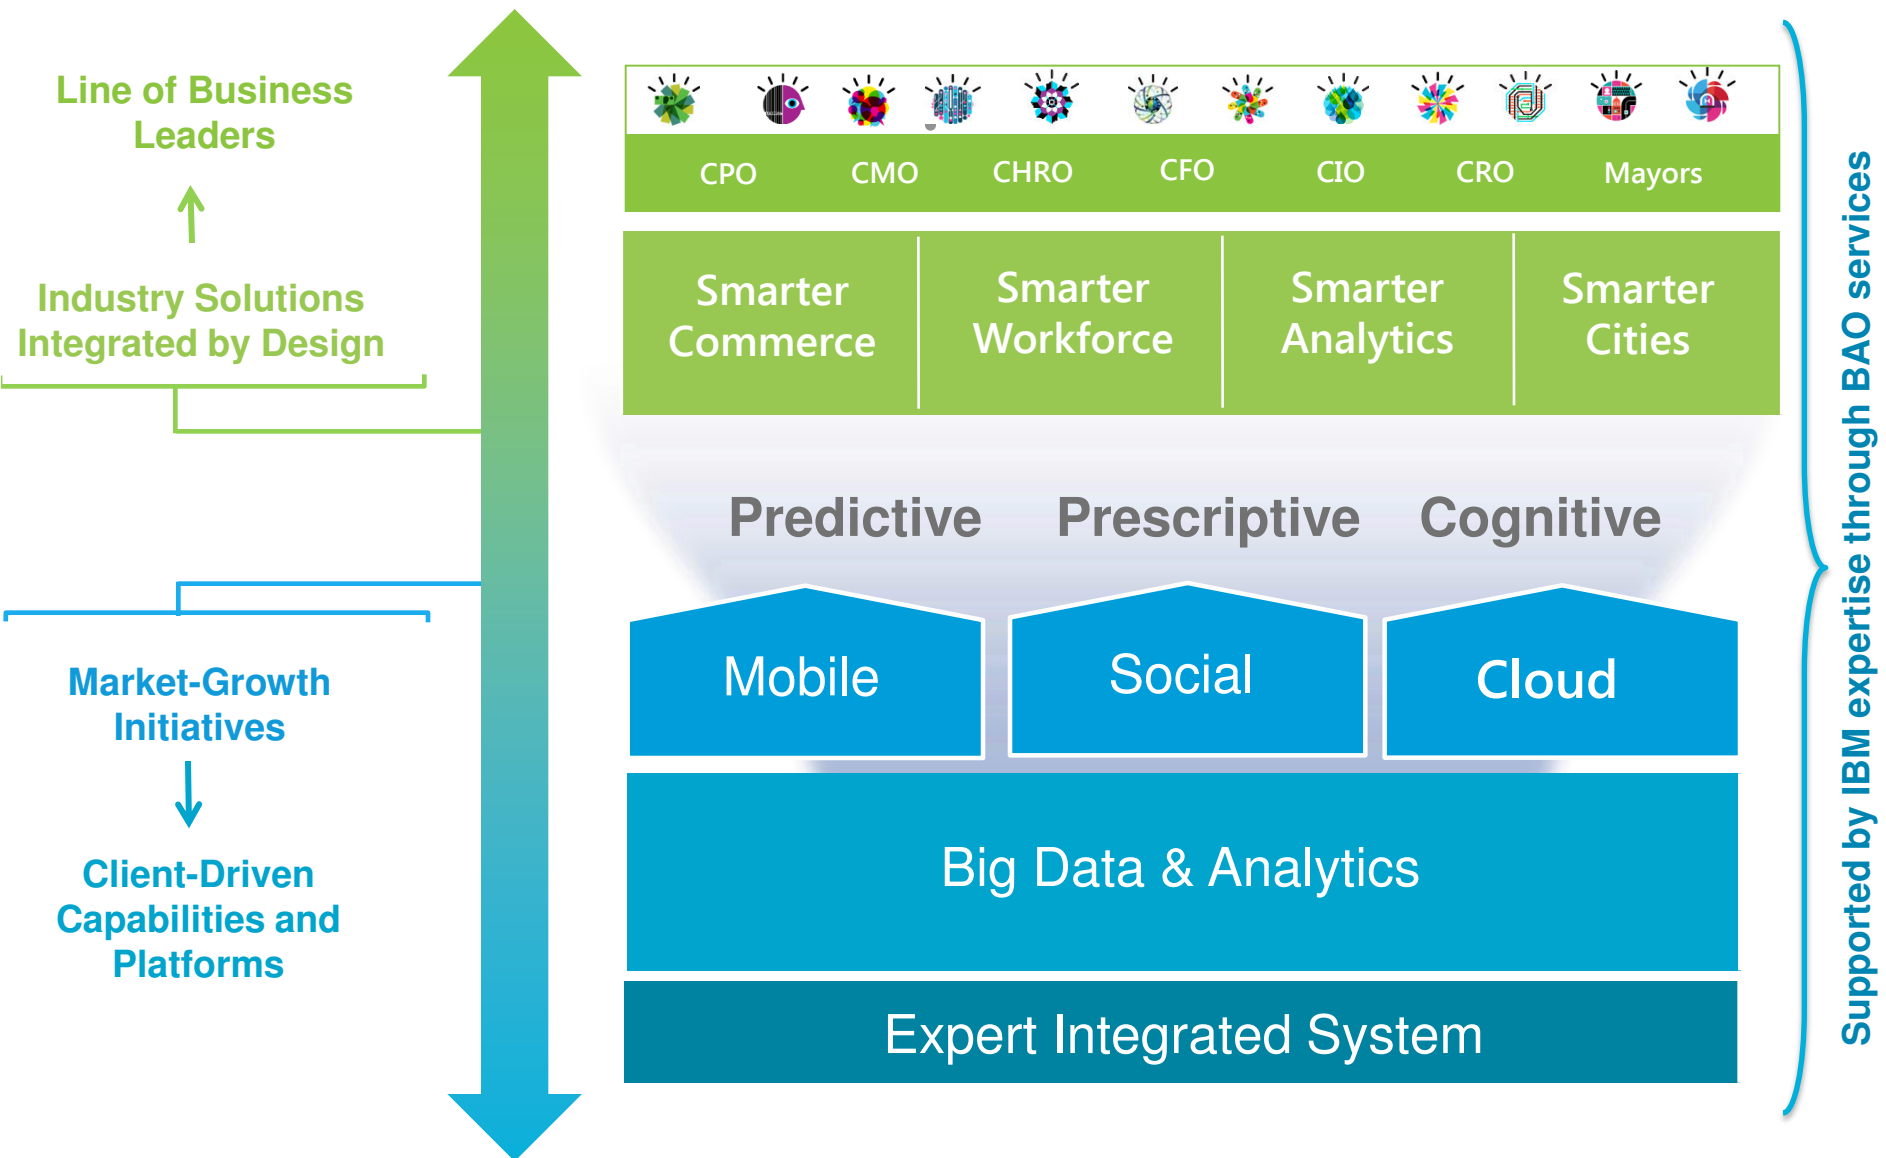 Line of Business
Leaders
Industry Solutions
Integrated by Design
Market-Growth
Initiatives
Client-Driven
Capabilities and
Platforms
CPO CMO CHRO CFO CIO CRO Mayors
Smarter
Commerce
Smarter
Workforce
Smarter
Analytics
Smarter
Cities
Predictive Prescriptive Cognitive
Mobile Social Cloud
Big Data & Analytics
Expert Integrated System
Supported by IBM expertise through BAO services